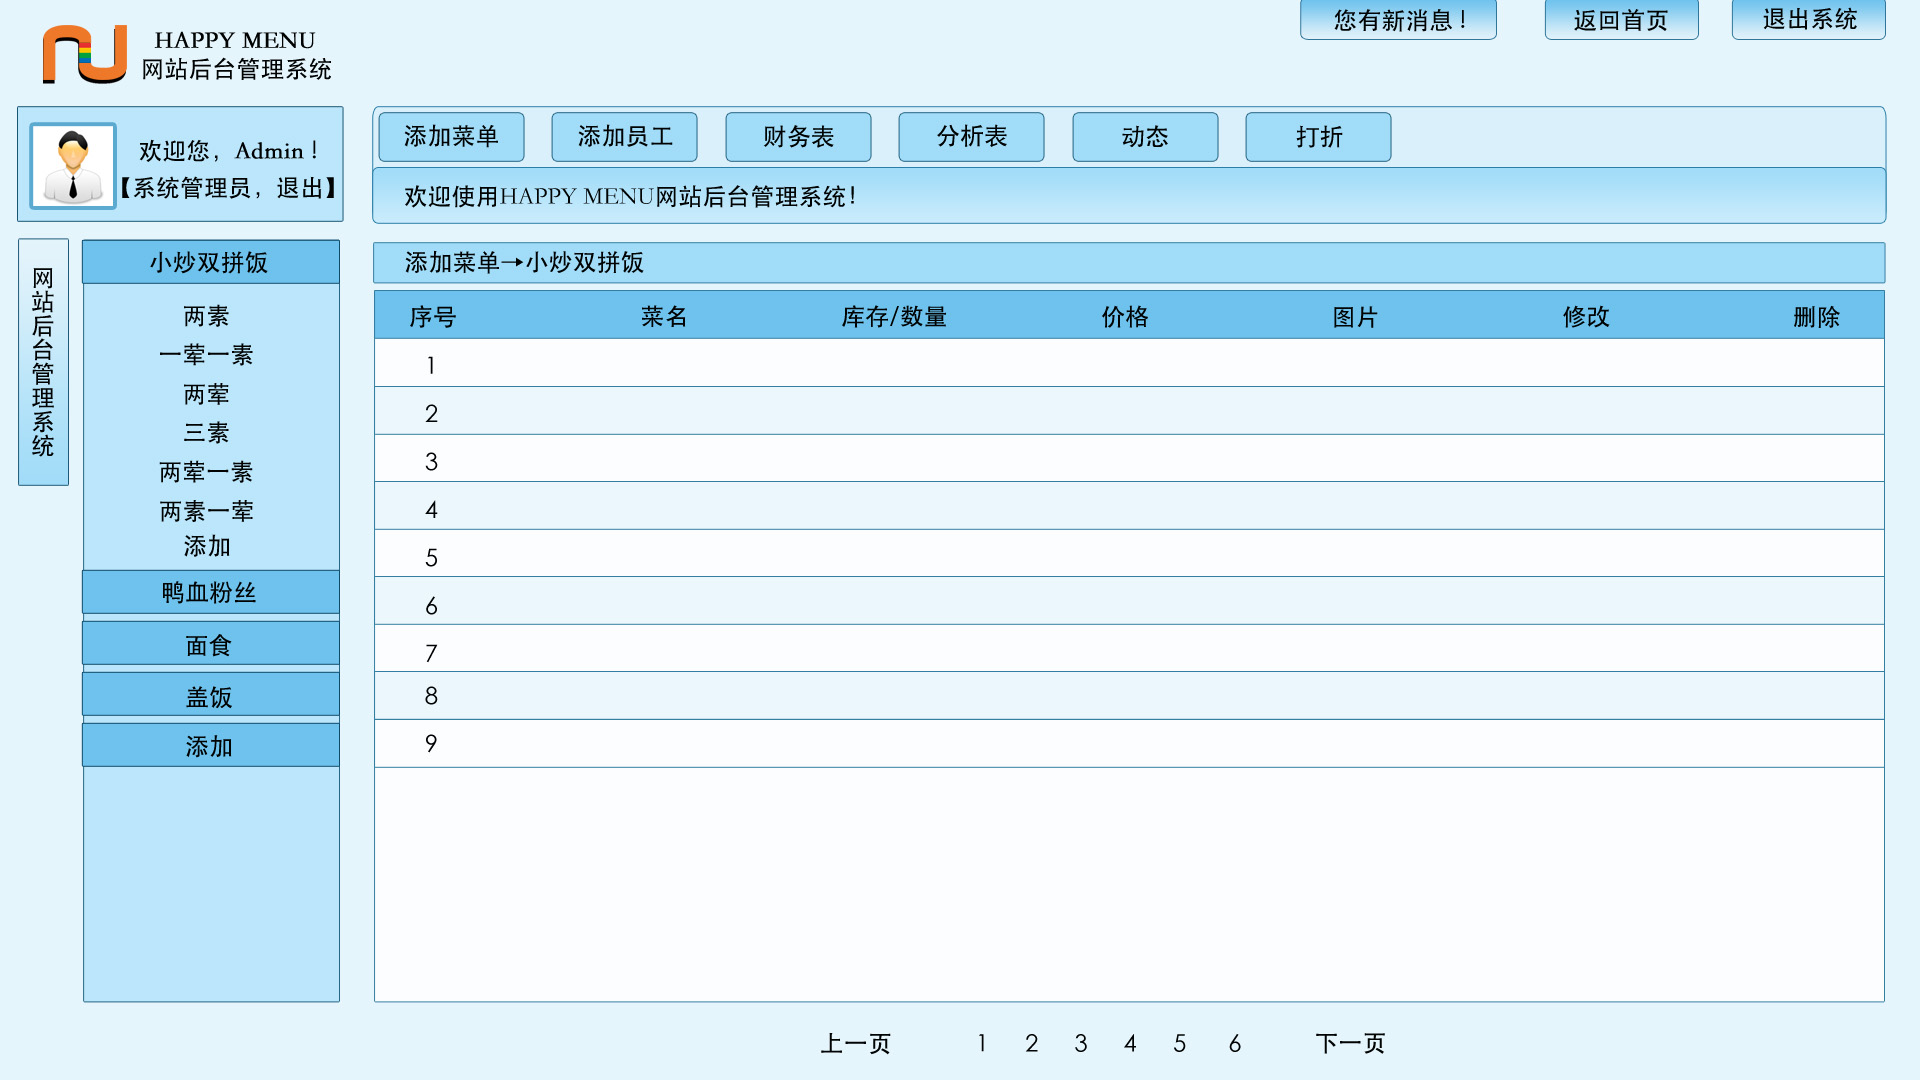 HAPPY MENU
网站后台管理系统
您有新消息！
返回首页
退出系统
欢迎您，Admin！
【系统管理员，退出】
添加菜单 添加员工 财务表 分析表 动态 打折
欢迎使用HAPPY MENU网站后台管理系统！
网站后台管理系统
小炒双拼饭
两素
一荤一素
两荤
三素
两荤一素
两素一荤
添加
鸭血粉丝
面食
盖饭
添加
添加菜单→小炒双拼饭
序号 菜名 库存/数量 价格 图片 修改 删除
1
2
3
4
5
6
7
8
9
上一页 1 2 3 4 5 6 下一页